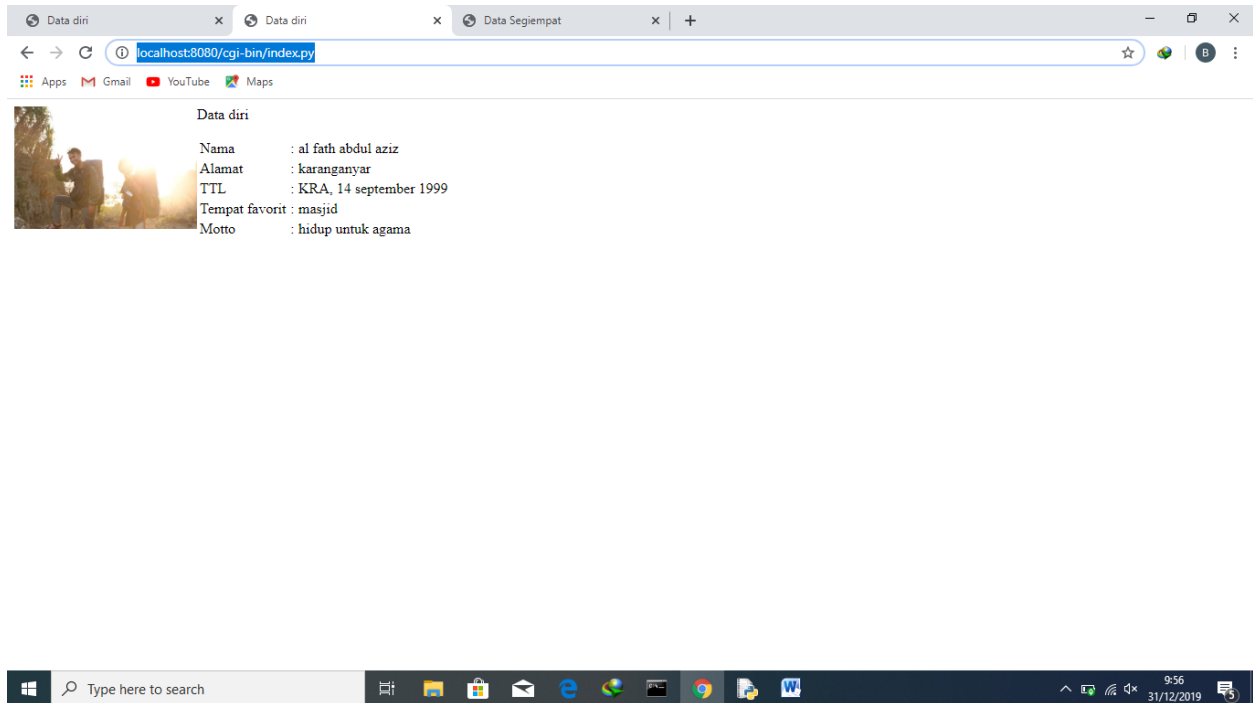 Data diri Data diri Data Segiempat
localhost:8080/cgi-bin/index.py B
Apps Gmail YouTube Maps
Data diri
Nama : al fath abdul aziz
Alamat : karanganyar
TTL : KRA, 14 september 1999
Tempat favorit : masjid
Motto : hidup untuk agama
Type here to search
9:56
31/12/2019
5